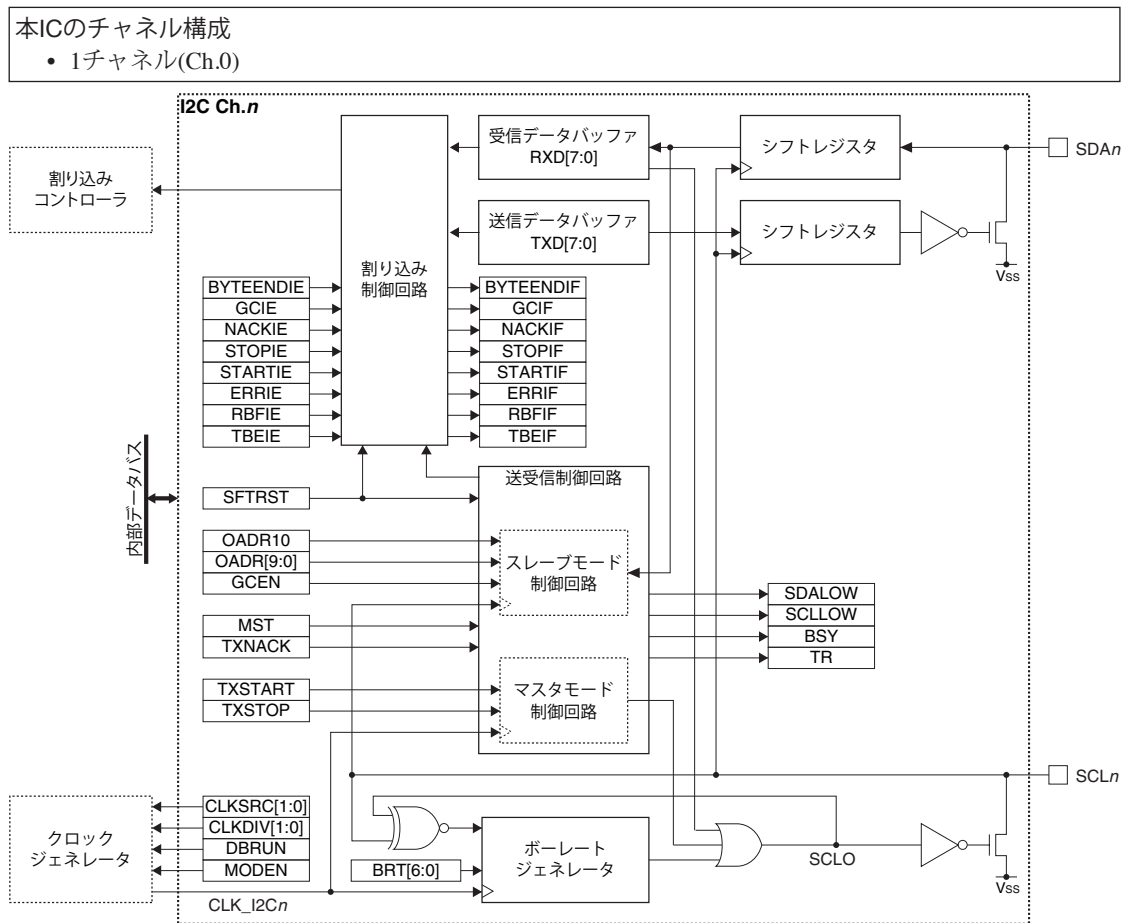 本ICのチャネル構成
• 1チャネル(Ch.0)
I2C Ch.n
割り込み
コントローラ
割り込み
制御回路
受信データバッファ
RXD[7:0]
シフトレジスタ
SDAn
送信データバッファ
TXD[7:0]
シフトレジスタ
VSS
BYTEENDIE
GCIE
NACKIE
STOPIE
STARTIE
ERRIE
RBFIE
TBEIE
BYTEENDIF
GCIF
NACKIF
STOPIF
STARTIF
ERRIF
RBFIF
TBEIF
内部データバス
SFTRST
OADR10
OADR[9:0]
GCEN
MST
TXNACK
TXSTART
TXSTOP
送受信制御回路
スレーブモード
制御回路
マスタモード
制御回路
SDALOW
SCLLOW
BSY
TR
SCLn
クロック
ジェネレータ
CLKSRC[1:0]
CLKDIV[1:0]
DBRUN
MODEN
CLK_I2Cn
BRT[6:0]
ボーレート
ジェネレータ
SCLO
VSS